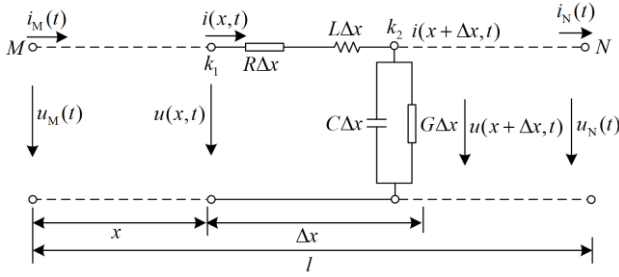 i_M(t) i(x,t) LΔx k_2 i(x+Δx,t) i_N(t)
M k_1 RΔx N
u_M(t) u(x,t) CΔx GΔx u(x+Δx,t) u_N(t)
x Δx
l